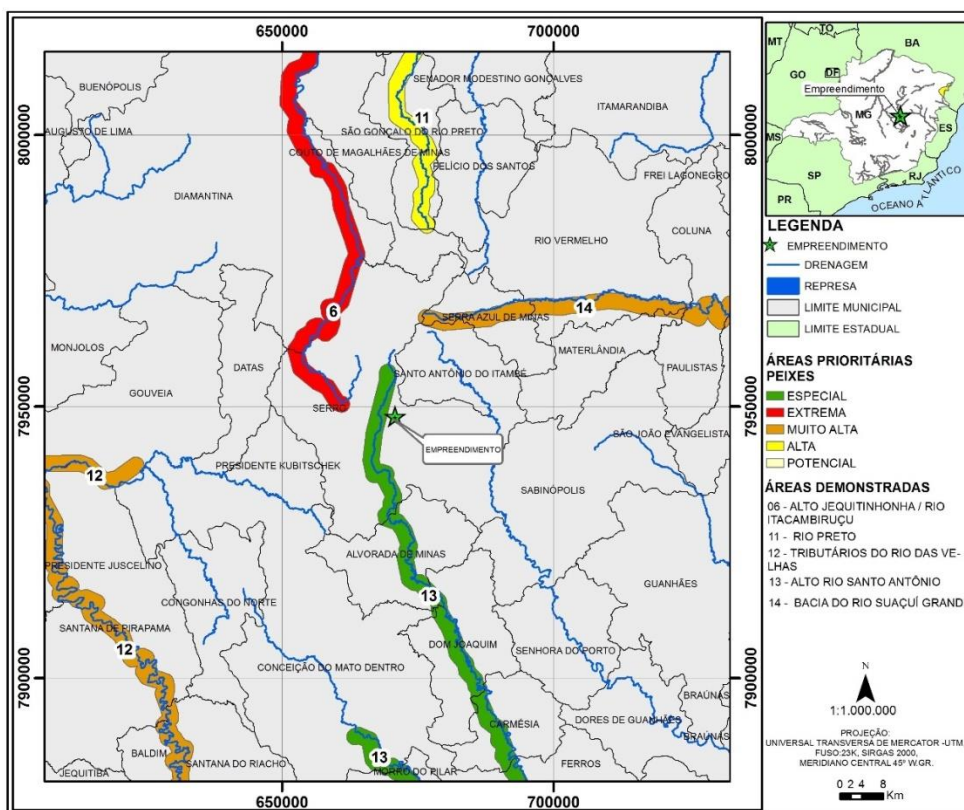 650000
700000
8000000
7950000
7900000
8000000
7950000
7900000
650000
700000
BUENÓPOLIS
AUGUSTO DE LIMA
DIAMANTINA
SENADOR MODESTINO GONÇALVES
ITAMARANDIBA
11
SÃO GONÇALO DO RIO PRETO
COUTO DE MAGALHÃES DE MINAS
FELÍCIO DOS SANTOS
FREI LAGONEGRO
COLUNA
RIO VERMELHO
6
SERRA AZUL DE MINAS
14
MONJOLOS
DATAS
GOUVEIA
MATERLÂNDIA
PAULISTAS
SANTO ANTÔNIO DO ITAMBÉ
SERRO
SÃO JOÃO EVANGELISTA
EMPREENDIMENTO
12
PRESIDENTE KUBITSCHEK
SABINÓPOLIS
ALVORADA DE MINAS
PRESIDENTE JUSCELINO
GUANHÃES
CONGONHAS DO NORTE
13
SANTANA DE PIRAPAMA
12
DOM JOAQUIM
SENHORA DO PORTO
CONCEIÇÃO DO MATO DENTRO
BRAÚNAS
CARMÉSIA
DORES DE GUANHÃES
BRAÚNAS
BALDIM
13
JEQUITIBÁ
SANTANA DO RIACHO
MORRO DO PILAR
FERROS
TO
MT
BA
GO
DF
Empreendimento
MG
MS
ES
SP
RJ
PR
OCEANO ATLÂNTICO
LEGENDA
EMPREENDIMENTO
DRENAGEM
REPRESA
LIMITE MUNICIPAL
LIMITE ESTADUAL
ÁREAS PRIORITÁRIAS
PEIXES
ESPECIAL
EXTREMA
MUITO ALTA
ALTA
POTENCIAL
ÁREAS DEMONSTRADAS
06 - ALTO JEQUITINHONHA / RIO
ITACAMBIRUÇU
11 - RIO PRETO
12 - TRIBUTÁRIOS DO RIO DAS VE-
LHAS
13 - ALTO RIO SANTO ANTÔNIO
14 - BACIA DO RIO SUAÇUÍ GRAND
N
1:1.000.000
PROJEÇÃO:
UNIVERSAL TRANSVERSA DE MERCATOR -UTM
FUSO:23K, SIRGAS 2000,
MERIDIANO CENTRAL 45º W.GR.
0 2 4 8
Km